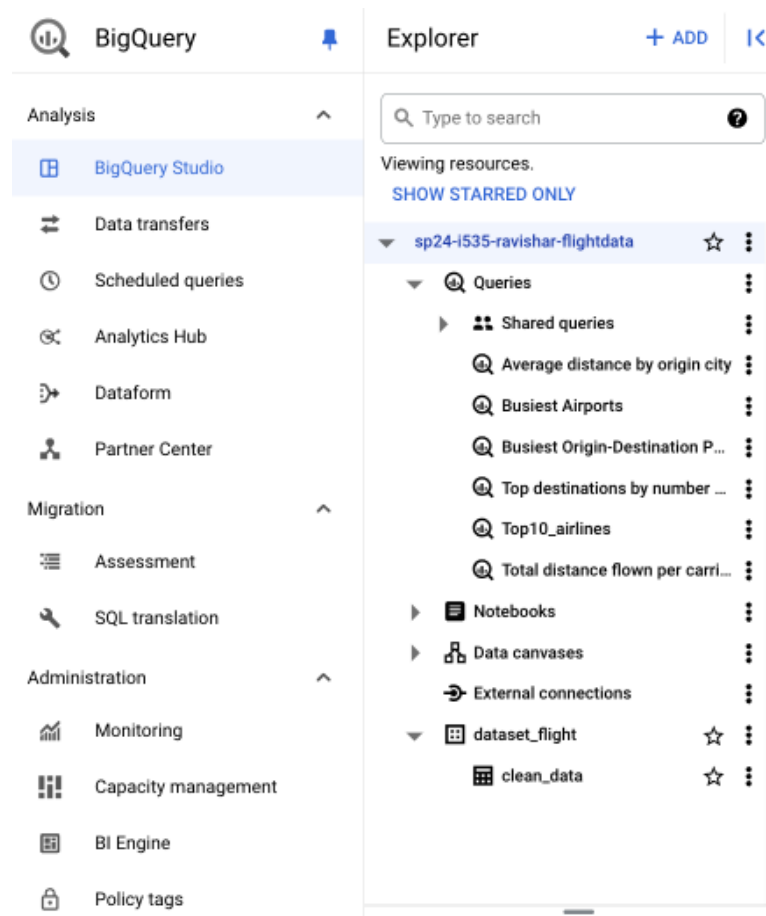 BigQuery
Analysis
BigQuery Studio
Data transfers
Scheduled queries
Analytics Hub
Dataform
Partner Center
Migration
Assessment
SQL translation
Administration
Monitoring
Capacity management
BI Engine
Policy tags
Explorer
+ ADD
Type to search
Viewing resources.
SHOW STARRED ONLY
sp24-i535-ravishar-flightdata
Queries
Shared queries
Average distance by origin city
Busiest Airports
Busiest Origin-Destination P...
Top destinations by number ...
Top10_airlines
Total distance flown per carri...
Notebooks
Data canvases
External connections
dataset_flight
clean_data